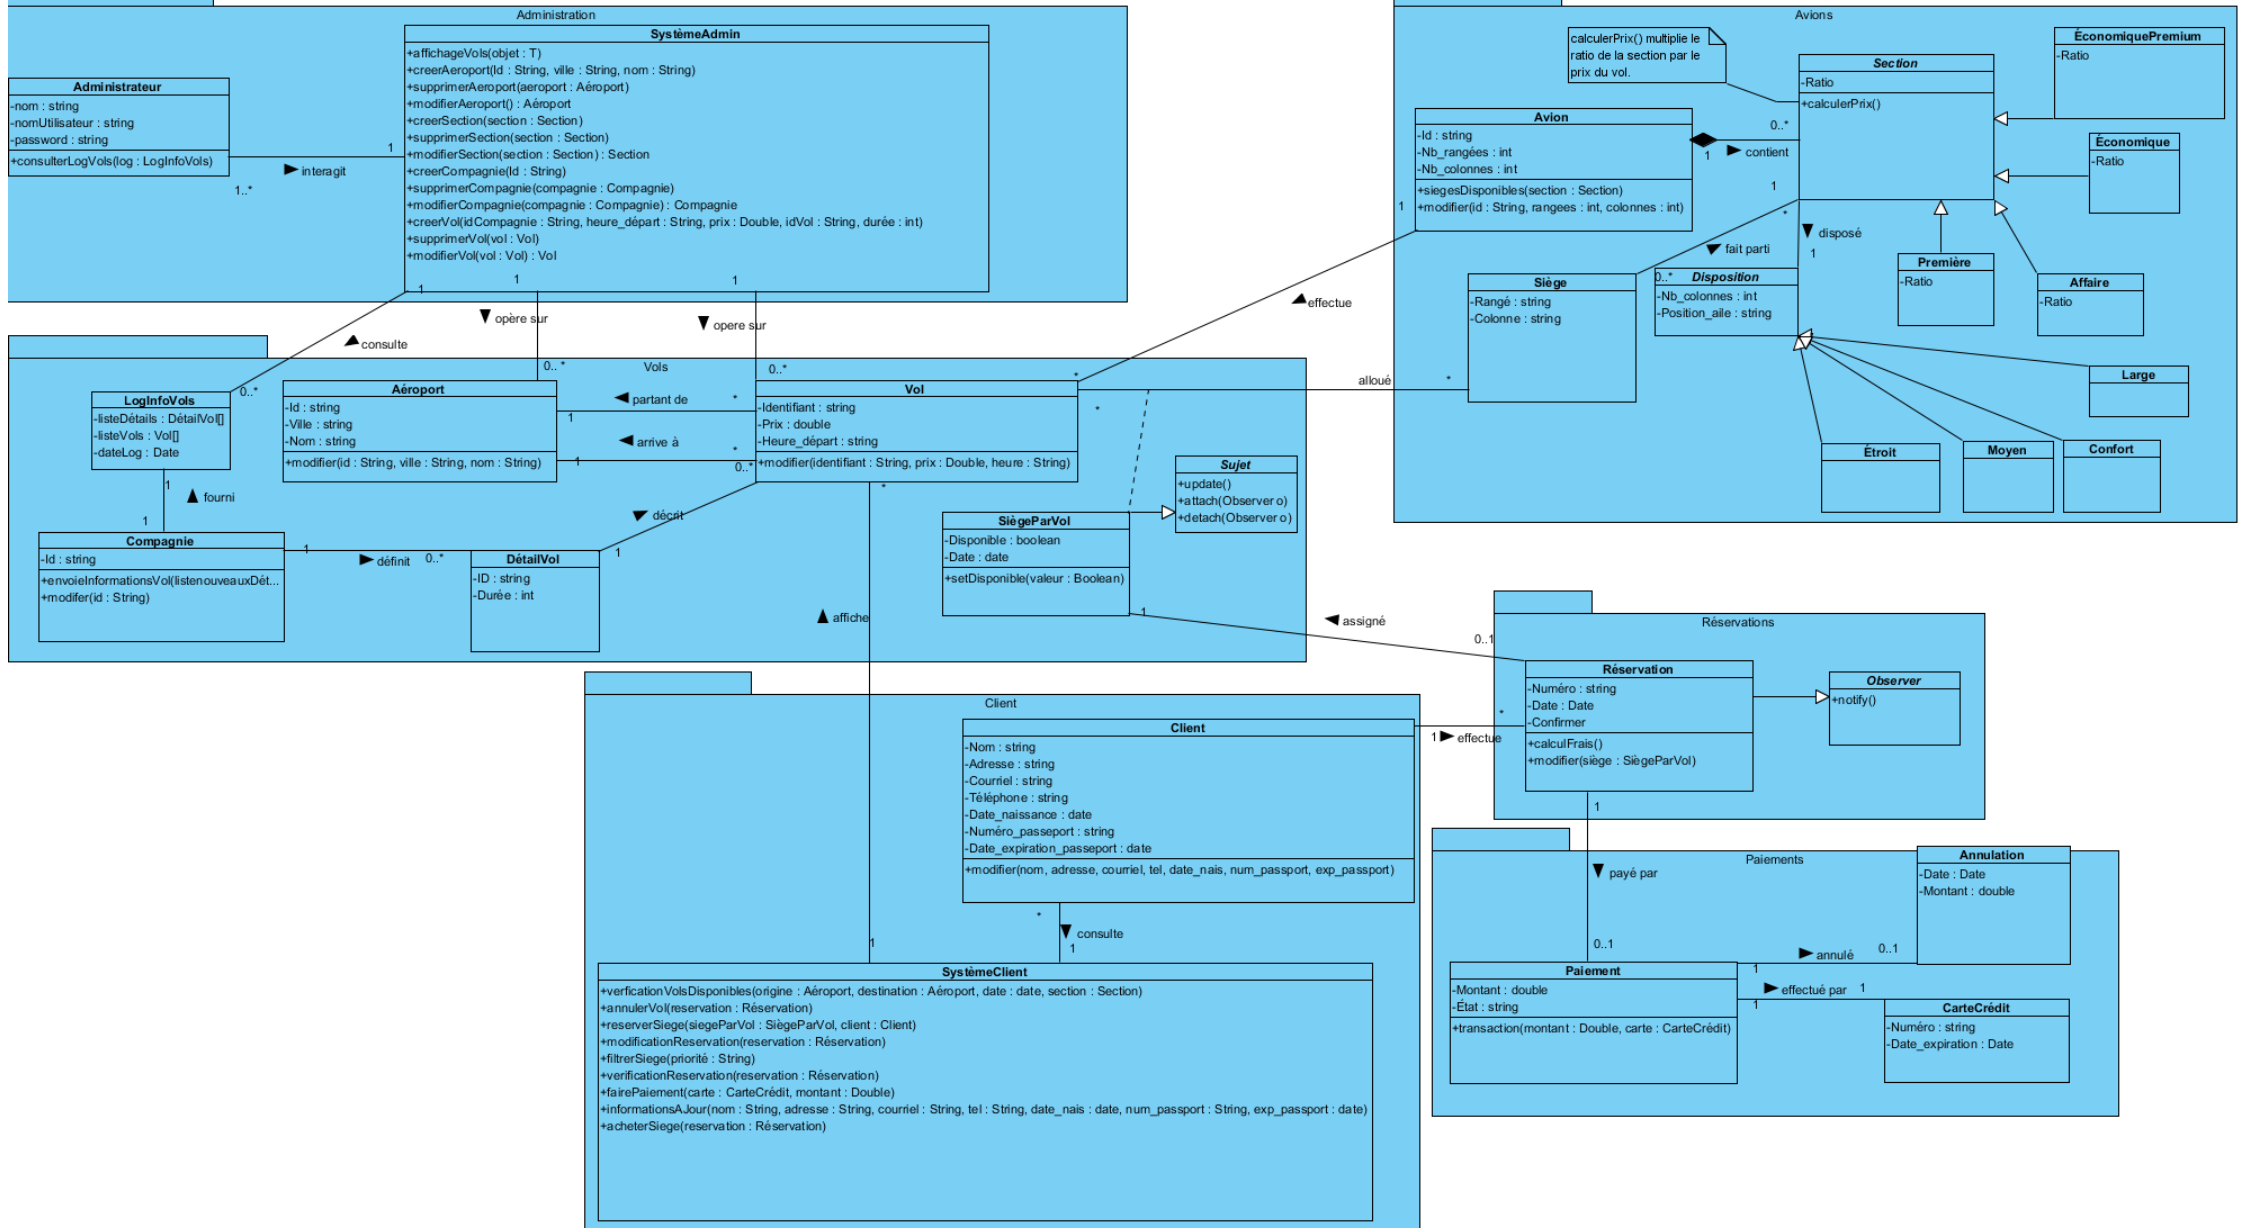 Administration
SystèmeAdmin
+affichageVols(objet : T)
+creerAeroport(Id : String, ville : String, nom : String)
+supprimerAeroport(aeroport : Aéroport)
+modifierAeroport() : Aéroport
+creerSection(section : Section)
+supprimerSection(section : Section)
+modifierSection(section : Section) : Section
+creerCompagnie(Id : String)
+supprimerCompagnie(compagnie : Compagnie)
+modifierCompagnie(compagnie : Compagnie) : Compagnie
+creerVol(idCompagnie : String, heure_départ : String, prix : Double, idVol : String, durée : int)
+supprimerVol(vol : Vol)
+modifierVol(vol : Vol) : Vol
Administrateur
-nom : string
-nomUtilisateur : string
-password : string
+consulterLogVols(log : LogInfoVols)
1..*
interagit
1
1
1
1
consulte
opère sur
opere sur
0..*
0..*
0..*
Avions
calculerPrix() multiplie le
ratio de la section par le
prix du vol.
Section
-Ratio
+calculerPrix()
ÉconomiquePremium
-Ratio
Économique
-Ratio
Avion
-Id : string
-Nb_rangées : int
-Nb_colonnes : int
+siegesDisponibles(section : Section)
+modifier(id : String, rangees : int, colonnes : int)
0..*
1
contient
1
1
*
fait parti
disposé
1
0..*
Première
-Ratio
Affaire
-Ratio
Siège
-Rangé : string
-Colonne : string
Disposition
-Nb_colonnes : int
-Position_aile : string
Large
Étroit
Moyen
Confort
effectue
*
alloué
*
*
Vols
LogInfoVols
-listeDétails : DétailVol[]
-listeVols : Vol[]
-dateLog : Date
Aéroport
-Id : string
-Ville : string
-Nom : string
+modifier(id : String, ville : String, nom : String)
partant de
*
1
arrive à
*
1
0..*
Vol
-Identifiant : string
-Prix : double
-Heure_départ : string
+modifier(identifiant : String, prix : Double, heure : String)
*
1
fourni
1
Compagnie
-Id : string
+envoieInformationsVol(listenouveauxDét...
+modifer(id : String)
1
définit
0..*
DétailVol
-ID : string
-Durée : int
1
décrit
Sujet
+update()
+attach(Observer o)
+detach(Observer o)
SiègeParVol
-Disponible : boolean
-Date : date
+setDisponible(valeur : Boolean)
1
assigné
0..1
affiche
1
Réservations
Réservation
-Numéro : string
-Date : Date
-Confirmer
+calculFrais()
+modifier(siège : SiègeParVol)
Observer
+notify()
Client
Client
-Nom : string
-Adresse : string
-Courriel : string
-Téléphone : string
-Date_naissance : date
-Numéro_passeport : string
-Date_expiration_passeport : date
+modifier(nom, adresse, courriel, tel, date_nais, num_passport, exp_passport)
1
effectue
*
*
consulte
1
SystèmeClient
+verficationVolsDisponibles(origine : Aéroport, destination : Aéroport, date : date, section : Section)
+annulerVol(reservation : Réservation)
+reserverSiege(siegeParVol : SiègeParVol, client : Client)
+modificationReservation(reservation : Réservation)
+filtrerSiege(priorité : String)
+verificationReservation(reservation : Réservation)
+fairePaiement(carte : CarteCrédit, montant : Double)
+informationsAJour(nom : String, adresse : String, courriel : String, tel : String, date_nais : date, num_passport : String, exp_passport : date)
+acheterSiege(reservation : Réservation)
1
payé par
0..1
Paiements
Annulation
-Date : Date
-Montant : double
annulé
0..1
1
Paiement
-Montant : double
-État : string
+transaction(montant : Double, carte : CarteCrédit)
effectué par
1
1
CarteCrédit
-Numéro : string
-Date_expiration : Date